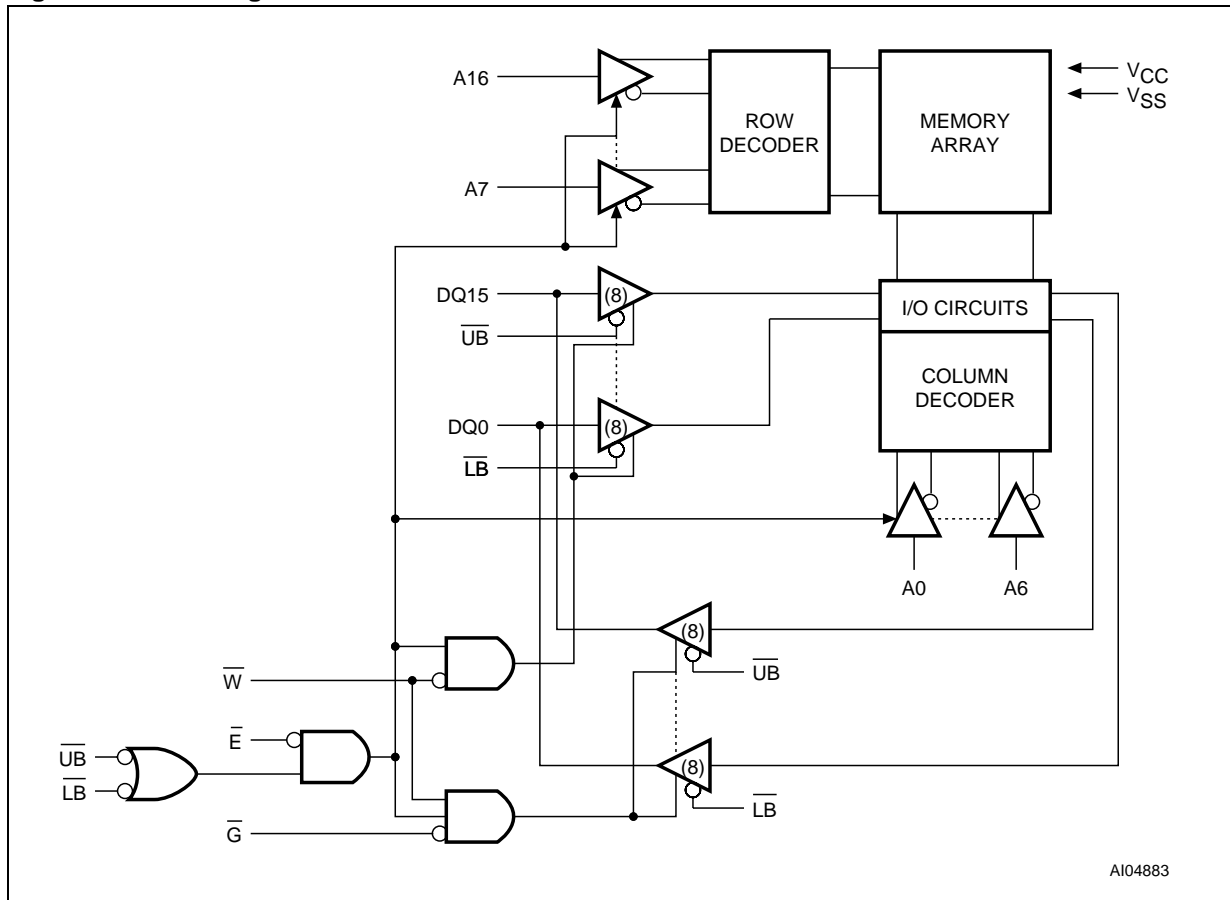 A16
A7
ROW
DECODER
MEMORY
ARRAY
VCC
VSS
DQ15
(8)
UB
DQ0
(8)
LB
I/O CIRCUITS
COLUMN
DECODER
A0
A6
(8)
UB
W
E
UB
LB
(8)
LB
G
AI04883